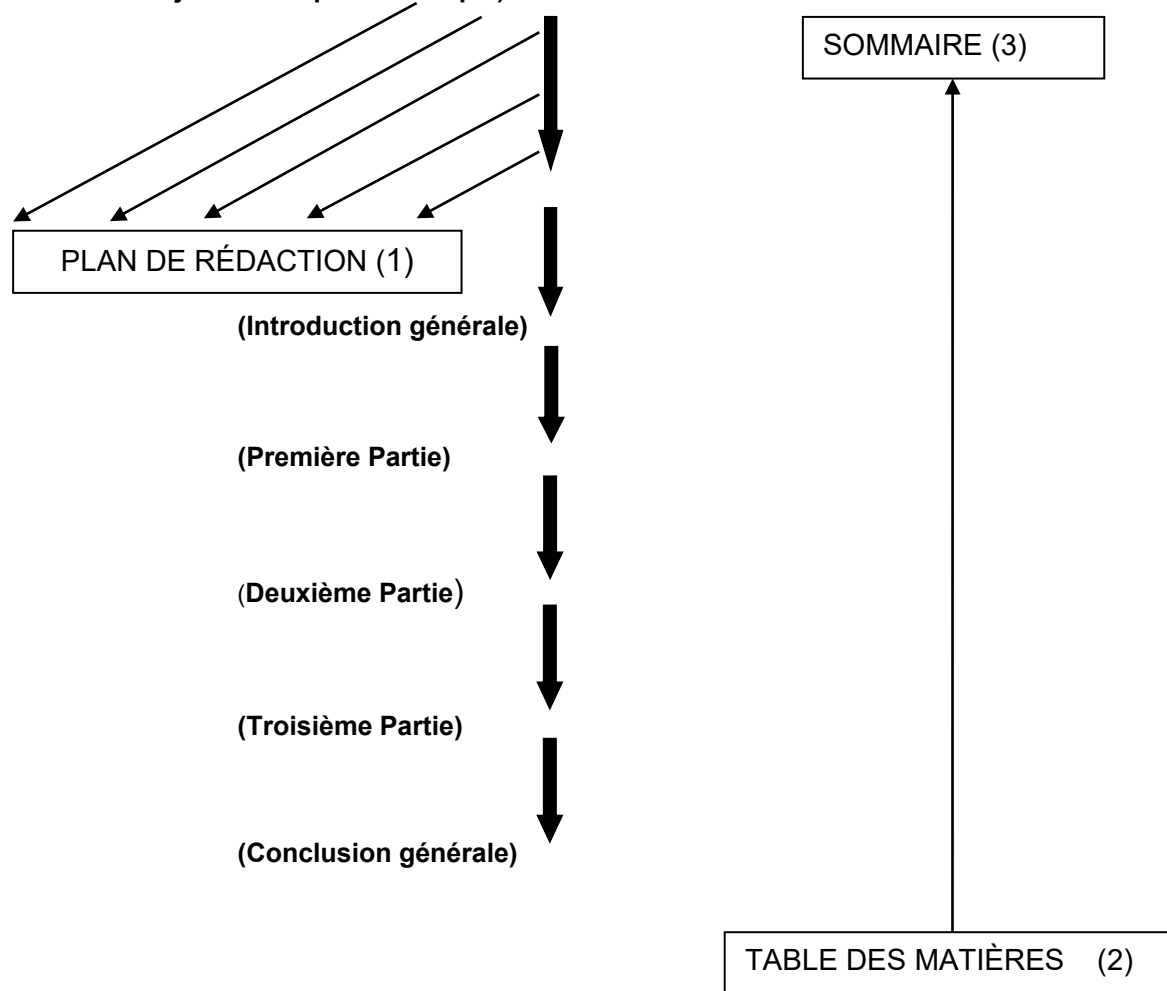 SOMMAIRE (3)
PLAN DE RÉDACTION (1)
(Introduction générale)
(Première Partie)
(Deuxième Partie)
(Troisième Partie)
(Conclusion générale)
TABLE DES MATIÈRES (2)